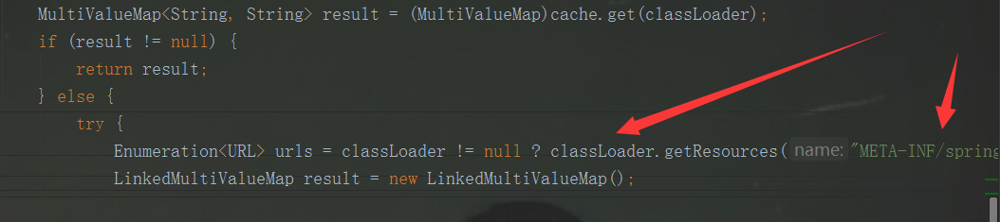 MultiValueMap<String, String> result = (MultiValueMap)cache.get(classLoader);
if (result != null) {
return result;
} else {
try {
Enumeration<URL> urls = classLoader != null ? classLoader.getResources( name: "META-INF/spring
LinkedMultiValueMap result = new LinkedMultiValueMap();